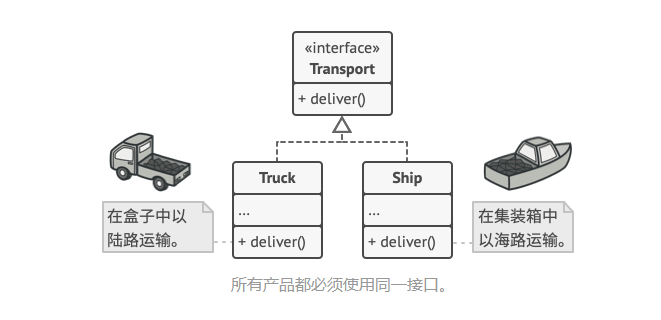 «interface»
Transport
+ deliver()
Truck
...
+ deliver()
Ship
...
+ deliver()
在盒子中以
陆路运输。
在集装箱中
以海路运输。
所有产品都必须使用同一接口。